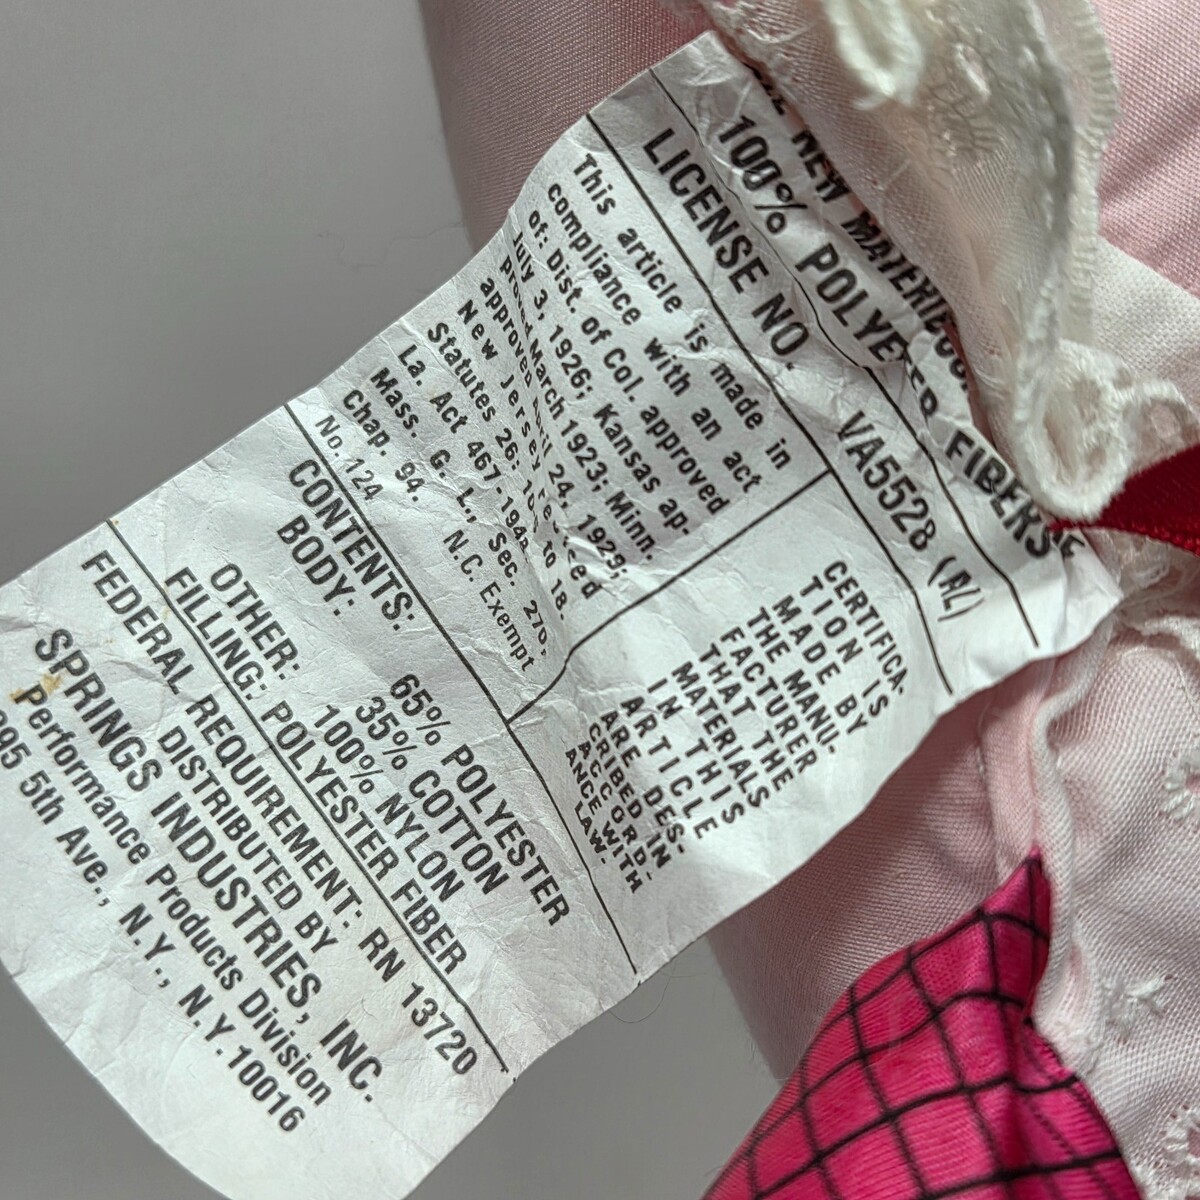 NEW MATERIAL
100% POLYESTER FIBERS
LICENSE NO. VA5528 (AL)
This article is made in
compliance with an act
of: Dist. of Col. approved
July 3, 1926; Kansas ap-
proved March 1923; Minn.
approved April 24, 1929;
New Jersey revised
Statutes 26: to 18.
La. Act 467-1948
Mass. G. L., Sec. 270,
Chap. 94. N.C. Exempt
No. 124
CERTIFICA-
TION IS
MADE BY
THE MANU-
FACTURER
THAT THE
MATERIALS
IN THIS
ARTICLE
ARE DES-
CRIBED IN
ACCORD-
ANCE WITH
LAW.
CONTENTS:
BODY: 65% POLYESTER
35% COTTON
OTHER: 100% NYLON
FILLING: POLYESTER FIBER
FEDERAL REQUIREMENT: RN 13720
DISTRIBUTED BY
SPRINGS INDUSTRIES, INC.
Performance Products Division
95 5th Ave., N.Y., N.Y. 10016